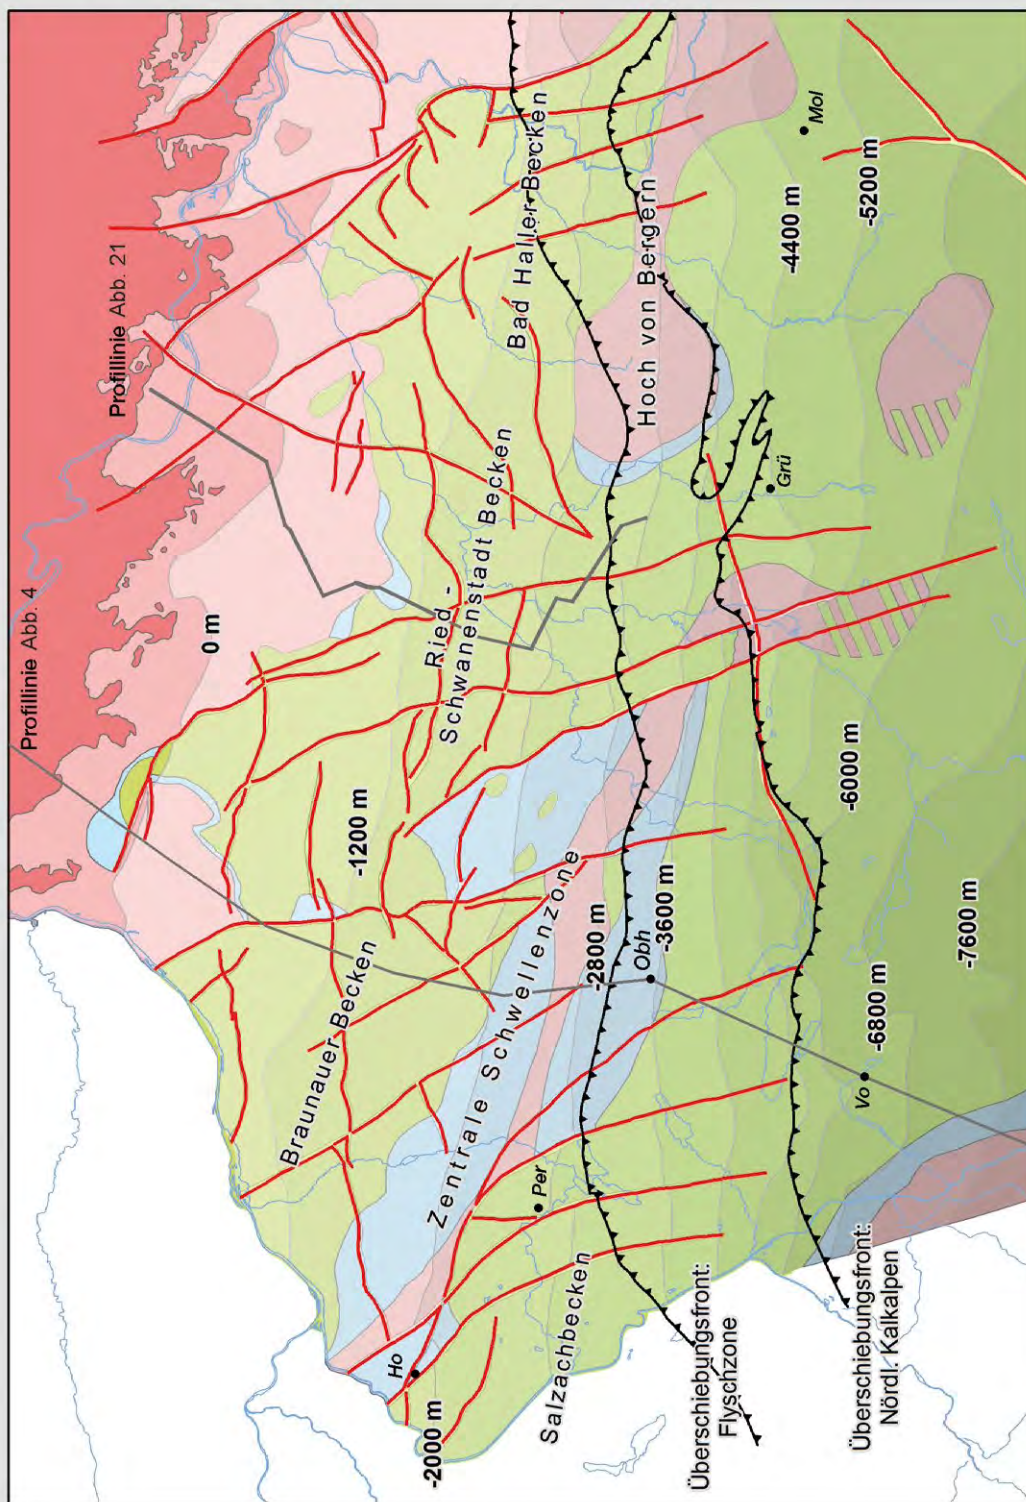 Profillinie Abb. 4
Profillinie Abb. 21
0 m
-1200 m
Braunauer Becken
Ried -
Schwanenstadt Becken
Bad Haller Becken
Zentrale Schwellenzone
Hoch von Bergern
Ho
-2000 m
Per
Salzachbecken
-2800 m
Obh
-3600 m
Grü
Mol
-4400 m
-5200 m
-6000 m
Vo
-6800 m
-7600 m
Überschiebungsfront:
Flyschzone
Überschiebungsfront:
Nördl. Kalkalpen